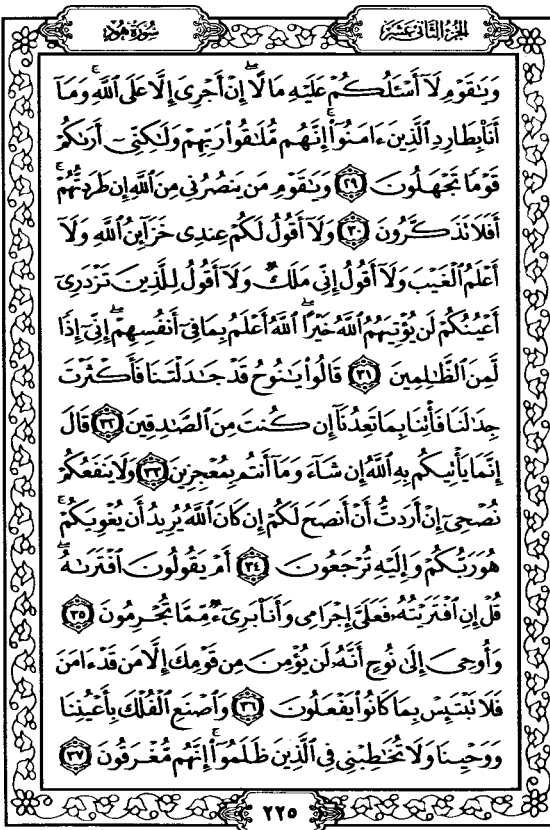 الجزء الثاني عشر
سورة هود
وَيَٰقَوْمِ لَآ أَسْـَٔلُكُمْ عَلَيْهِ مَالًا ۖ إِنْ أَجْرِىَ إِلَّا عَلَى ٱللَّهِ ۚ وَمَآ
أَنَا۠ بِطَارِدِ ٱلَّذِينَ ءَامَنُوٓا۟ ۚ إِنَّهُم مُّلَٰقُوا۟ رَبِّهِمْ وَلَٰكِنِّىٓ أَرَىٰكُمْ
قَوْمًا تَجْهَلُونَ ٢٩ وَيَٰقَوْمِ مَن يَنصُرُنِى مِنَ ٱللَّهِ إِن طَرَدتُّهُمْ ۚ
أَفَلَا تَذَكَّرُونَ ٣٠ وَلَآ أَقُولُ لَكُمْ عِندِى خَزَآئِنُ ٱللَّهِ وَلَآ
أَعْلَمُ ٱلْغَيْبَ وَلَآ أَقُولُ إِنِّى مَلَكٌ وَلَآ أَقُولُ لِلَّذِينَ تَزْدَرِىٓ
أَعْيُنُكُمْ لَن يُؤْتِيَهُمُ ٱللَّهُ خَيْرًا ۖ ٱللَّهُ أَعْلَمُ بِمَا فِىٓ أَنفُسِهِمْ ۖ إِنِّىٓ إِذًا
لَّمِنَ ٱلظَّٰلِمِينَ ٣١ قَالُوا۟ يَٰنُوحُ قَدْ جَٰدَلْتَنَا فَأَكْثَرْتَ
جِدَٰلَنَا فَأْتِنَا بِمَا تَعِدُنَآ إِن كُنتَ مِنَ ٱلصَّٰدِقِينَ ٣٢ قَالَ
إِنَّمَا يَأْتِيكُم بِهِ ٱللَّهُ إِن شَآءَ وَمَآ أَنتُم بِمُعْجِزِينَ ٣٣ وَلَا يَنفَعُكُمْ
نُصْحِىٓ إِنْ أَرَدتُّ أَنْ أَنصَحَ لَكُمْ إِن كَانَ ٱللَّهُ يُرِيدُ أَن يُغْوِيَكُمْ ۚ
هُوَ رَبُّكُمْ وَإِلَيْهِ تُرْجَعُونَ ٣٤ أَمْ يَقُولُونَ ٱفْتَرَىٰهُ ۖ
قُلْ إِنِ ٱفْتَرَيْتُهُۥ فَعَلَىَّ إِجْرَامِى وَأَنَا۠ بَرِىٓءٌ مِّمَّا تُجْرِمُونَ ٣٥
وَأُوحِىَ إِلَىٰ نُوحٍ أَنَّهُۥ لَن يُؤْمِنَ مِن قَوْمِكَ إِلَّا مَن قَدْ ءَامَنَ
فَلَا تَبْتَئِسْ بِمَا كَانُوا۟ يَفْعَلُونَ ٣٦ وَٱصْنَعِ ٱلْفُلْكَ بِأَعْيُنِنَا
وَوَحْيِنَا وَلَا تُخَٰطِبْنِى فِى ٱلَّذِينَ ظَلَمُوٓا۟ ۚ إِنَّهُم مُّغْرَقُونَ ٣٧
٢٢٥